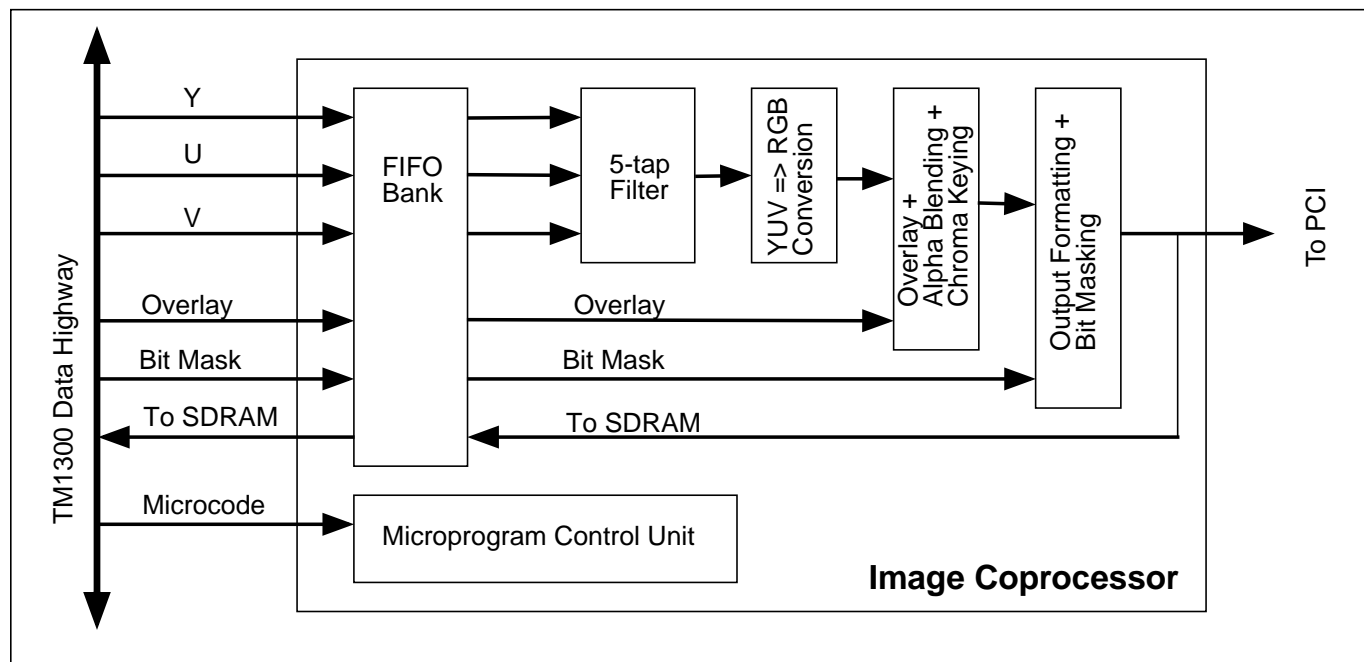 TM1300 Data Highway
Y
U
V
Overlay
Bit Mask
To SDRAM
Microcode
FIFO
Bank
5-tap
Filter
YUV => RGB
Conversion
Overlay +
Alpha Blending +
Chroma Keying
Output Formatting +
Bit Masking
Overlay
Bit Mask
To SDRAM
Microprogram Control Unit
Image Coprocessor
To PCI